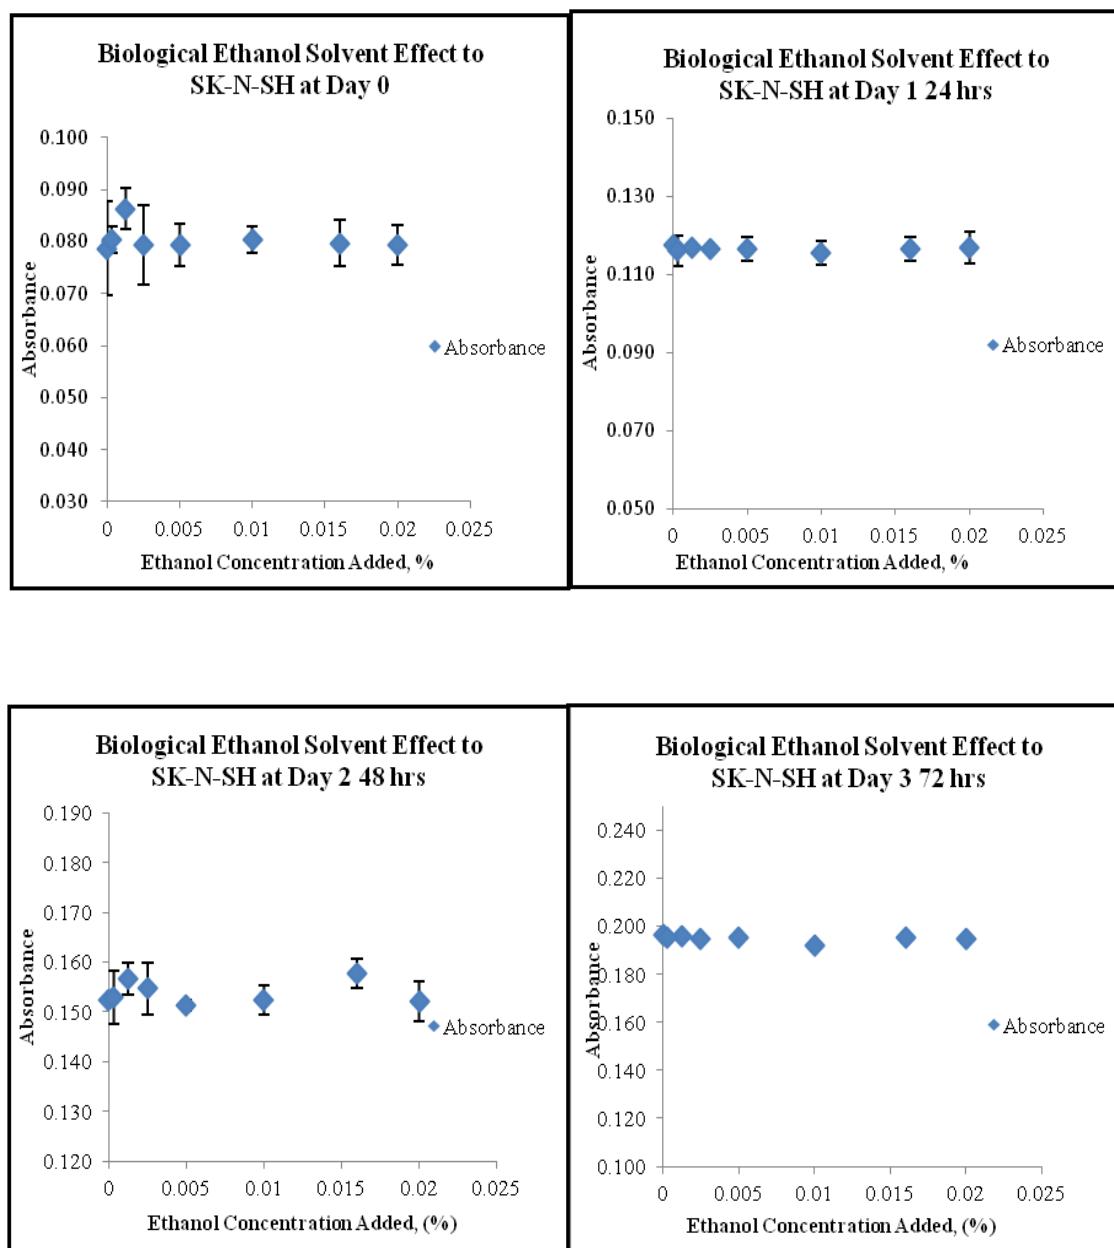 Biological Ethanol Solvent Effect to
SK-N-SH at Day 0
0.100
0.090
0.080
0.070
0.060
0.050
0.040
0.030
Absorbance
0 0.005 0.01 0.015 0.02 0.025
Ethanol Concentration Added, %
Absorbance
Biological Ethanol Solvent Effect to
SK-N-SH at Day 1 24 hrs
0.150
0.130
0.110
0.090
0.070
0.050
Absorbance
0 0.005 0.01 0.015 0.02 0.025
Ethanol Concentration Added, %
Absorbance
Biological Ethanol Solvent Effect to
SK-N-SH at Day 2 48 hrs
0.190
0.180
0.170
0.160
0.150
0.140
0.130
0.120
Absorbance
0 0.005 0.01 0.015 0.02 0.025
Ethanol Concentration Added, (%)
Absorbance
Biological Ethanol Solvent Effect to
SK-N-SH at Day 3 72 hrs
0.240
0.220
0.200
0.180
0.160
0.140
0.120
0.100
Absorbance
0 0.005 0.01 0.015 0.02 0.025
Ethanol Concentration Added, (%)
Absorbance